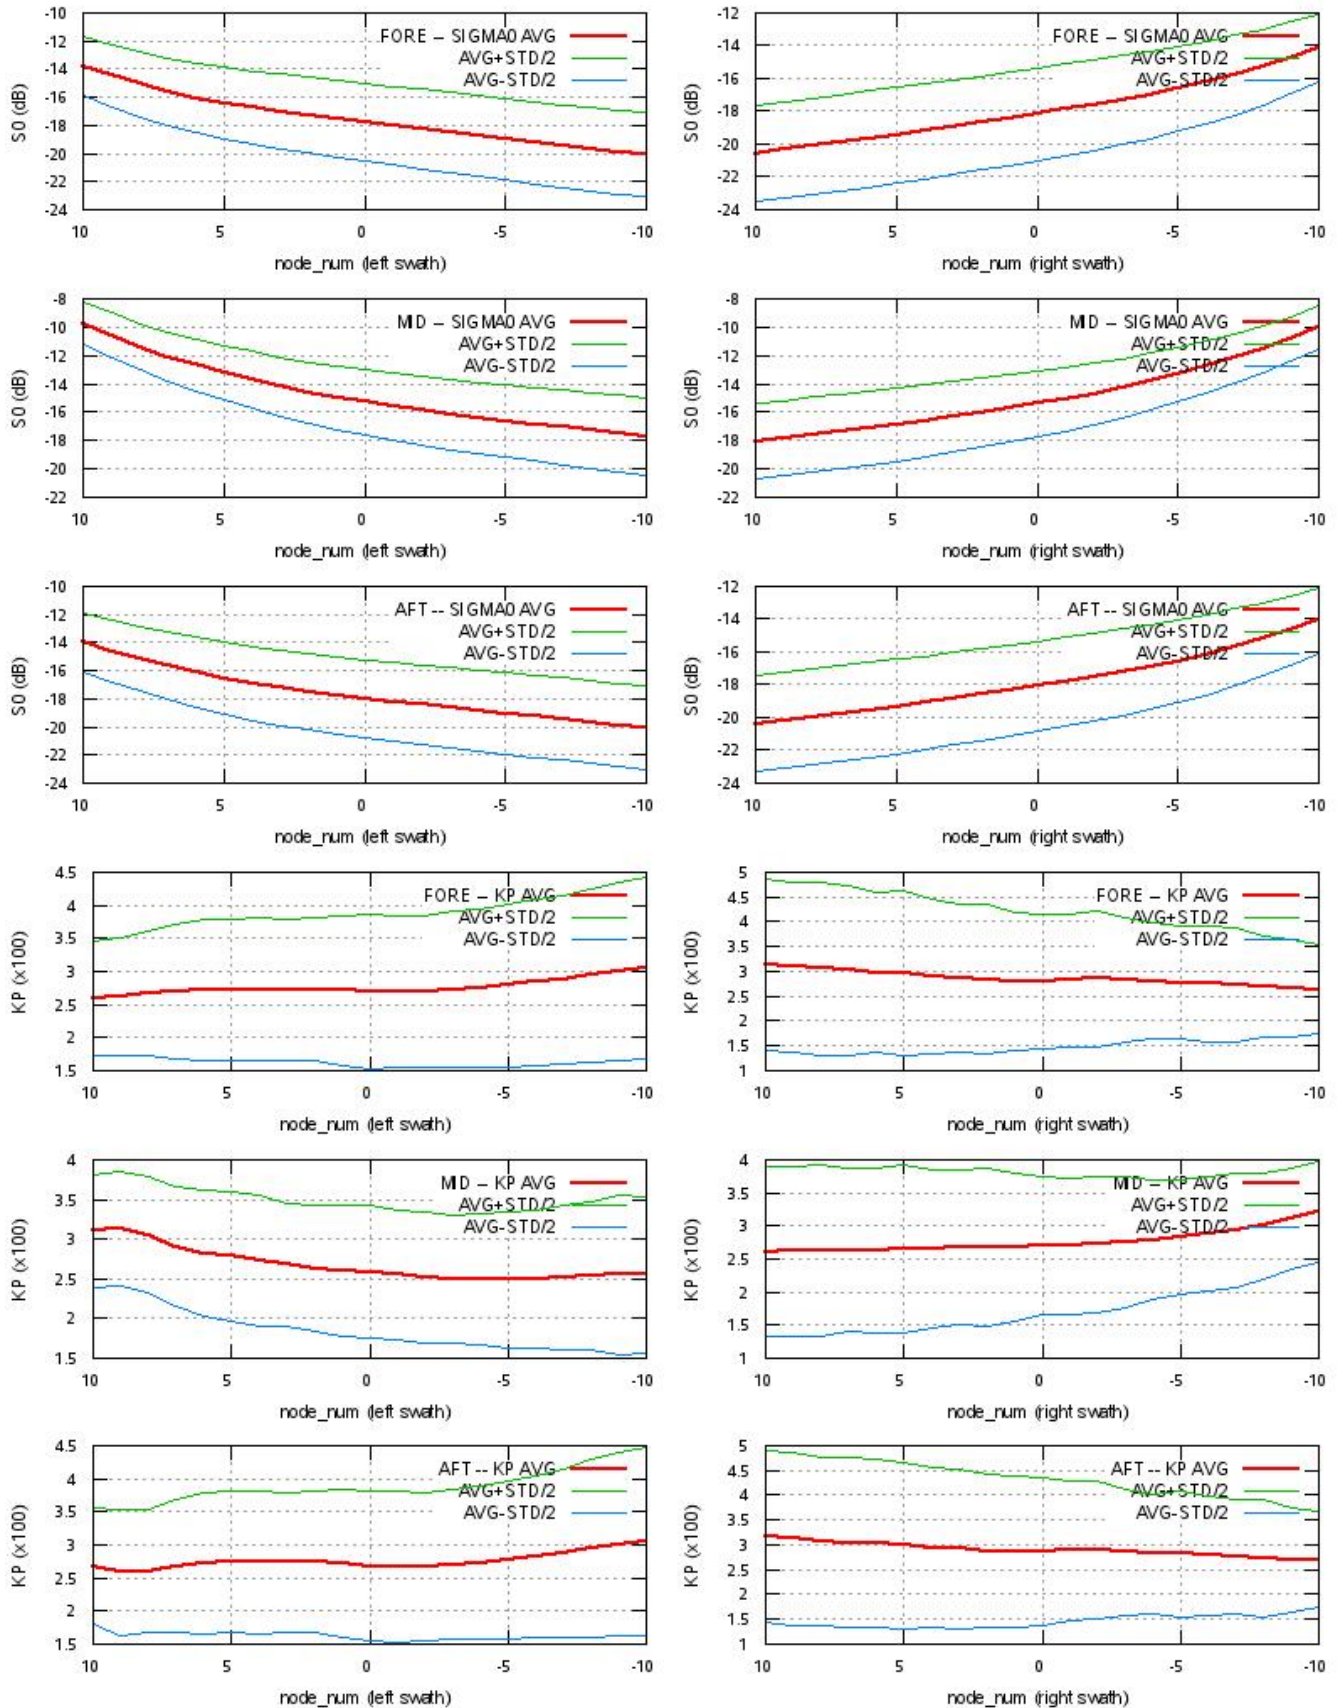 -10
-12
-14
-16
-18
-20
-22
-24
S0 (dB)
FORE -- SIGMA0 AVG
AVG+STD/2
AVG-STD/2
10 5 0 -5 -10
node_num (left swath)
-12
-14
-16
-18
-20
-22
-24
S0 (dB)
FORE -- SIGMA0 AVG
AVG+STD/2
AVG-STD/2
10 5 0 -5 -10
node_num (right swath)
-8
-10
-12
-14
-16
-18
-20
-22
S0 (dB)
MID -- SIGMA0 AVG
AVG+STD/2
AVG-STD/2
10 5 0 -5 -10
node_num (left swath)
-8
-10
-12
-14
-16
-18
-20
-22
S0 (dB)
MID -- SIGMA0 AVG
AVG+STD/2
AVG-STD/2
10 5 0 -5 -10
node_num (right swath)
-10
-12
-14
-16
-18
-20
-22
-24
S0 (dB)
AFT -- SIGMA0 AVG
AVG+STD/2
AVG-STD/2
10 5 0 -5 -10
node_num (left swath)
-12
-14
-16
-18
-20
-22
-24
S0 (dB)
AFT -- SIGMA0 AVG
AVG+STD/2
AVG-STD/2
10 5 0 -5 -10
node_num (right swath)
4.5
4
3.5
3
2.5
2
1.5
KP (x100)
FORE -- KP AVG
AVG+STD/2
AVG-STD/2
10 5 0 -5 -10
node_num (left swath)
5
4.5
4
3.5
3
2.5
2
1.5
1
KP (x100)
FORE -- KP AVG
AVG+STD/2
AVG-STD/2
10 5 0 -5 -10
node_num (right swath)
4
3.5
3
2.5
2
1.5
KP (x100)
MID -- KP AVG
AVG+STD/2
AVG-STD/2
10 5 0 -5 -10
node_num (left swath)
4
3.5
3
2.5
2
1.5
1
KP (x100)
MID -- KP AVG
AVG+STD/2
AVG-STD/2
10 5 0 -5 -10
node_num (right swath)
4.5
4
3.5
3
2.5
2
1.5
KP (x100)
AFT -- KP AVG
AVG+STD/2
AVG-STD/2
10 5 0 -5 -10
node_num (left swath)
5
4.5
4
3.5
3
2.5
2
1.5
1
KP (x100)
AFT -- KP AVG
AVG+STD/2
AVG-STD/2
10 5 0 -5 -10
node_num (right swath)